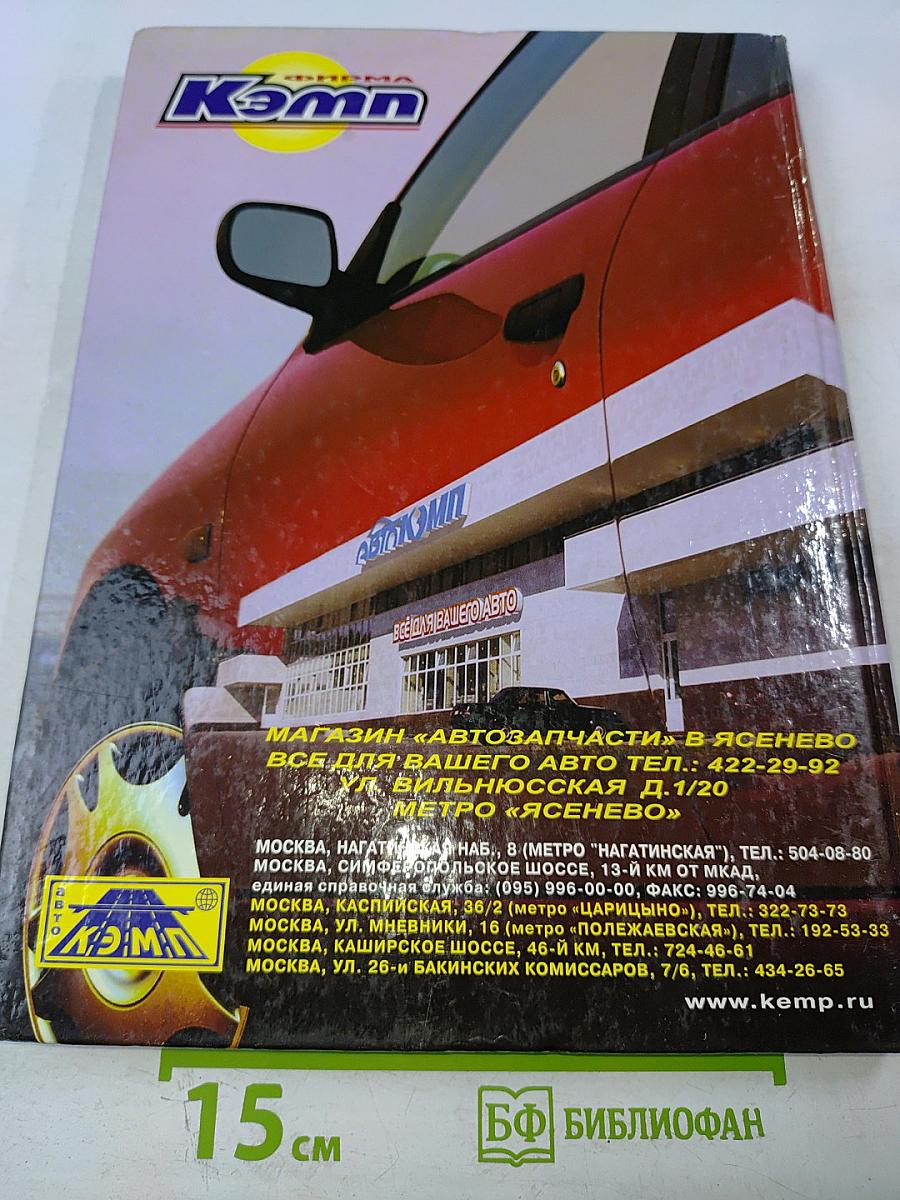 ФИРМА
Кэмп
АВТОКЭМП
ВСЁ ДЛЯ ВАШЕГО АВТО
МАГАЗИН «АВТОЗАПЧАСТИ» В ЯСЕНЕВО
ВСЕ ДЛЯ ВАШЕГО АВТО ТЕЛ.: 422-29-92
УЛ. ВИЛЬНЮССКАЯ Д.1/20
МЕТРО «ЯСЕНЕВО»
МОСКВА, НАГАТИНСКАЯ НАБ., 8 (МЕТРО "НАГАТИНСКАЯ"), ТЕЛ.: 504-08-80
МОСКВА, СИМФЕРОПОЛЬСКОЕ ШОССЕ, 13-Й КМ ОТ МКАД,
единая справочная служба: (095) 996-00-00, ФАКС: 996-74-04
МОСКВА, КАСПИЙСКАЯ, 36/2 (метро «ЦАРИЦЫНО»), ТЕЛ.: 322-73-73
МОСКВА, УЛ. МНЕВНИКИ, 16 (метро «ПОЛЕЖАЕВСКАЯ»), ТЕЛ.: 192-53-33
МОСКВА, КАШИРСКОЕ ШОССЕ, 46-Й КМ, ТЕЛ.: 724-46-61
МОСКВА, УЛ. 26-и БАКИНСКИХ КОМИССАРОВ, 7/6, ТЕЛ.: 434-26-65
авто
КЭМП
www.kemp.ru
15 см
БФ БИБЛИОФАН